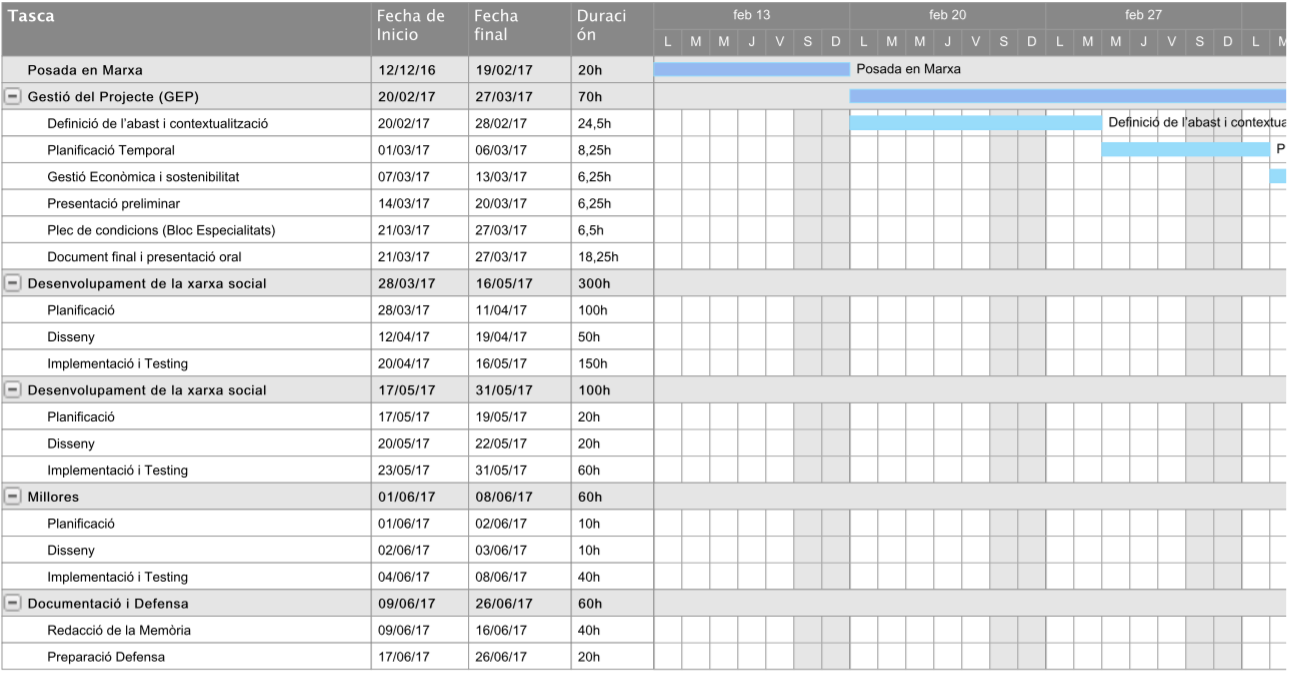 Tasca Fecha de Inicio Fecha final Duración feb 13 feb 20 feb 27
L M M J V S D L M M J V S D L M M J V S D L M
Posada en Marxa 12/12/16 19/02/17 20h Posada en Marxa
Gestió del Projecte (GEP) 20/02/17 27/03/17 70h
Definició de l'abast i contextualització 20/02/17 28/02/17 24,5h Definició de l'abast i contextua
Planificació Temporal 01/03/17 06/03/17 8,25h P
Gestió Econòmica i sostenibilitat 07/03/17 13/03/17 6,25h
Presentació preliminar 14/03/17 20/03/17 6,25h
Plec de condicions (Bloc Especialitats) 21/03/17 27/03/17 6,5h
Document final i presentació oral 21/03/17 27/03/17 18,25h
Desenvolupament de la xarxa social 28/03/17 16/05/17 300h
Planificació 28/03/17 11/04/17 100h
Disseny 12/04/17 19/04/17 50h
Implementació i Testing 20/04/17 16/05/17 150h
Desenvolupament de la xarxa social 17/05/17 31/05/17 100h
Planificació 17/05/17 19/05/17 20h
Disseny 20/05/17 22/05/17 20h
Implementació i Testing 23/05/17 31/05/17 60h
Millores 01/06/17 08/06/17 60h
Planificació 01/06/17 02/06/17 10h
Disseny 02/06/17 03/06/17 10h
Implementació i Testing 04/06/17 08/06/17 40h
Documentació i Defensa 09/06/17 26/06/17 60h
Redacció de la Memòria 09/06/17 16/06/17 40h
Preparació Defensa 17/06/17 26/06/17 20h